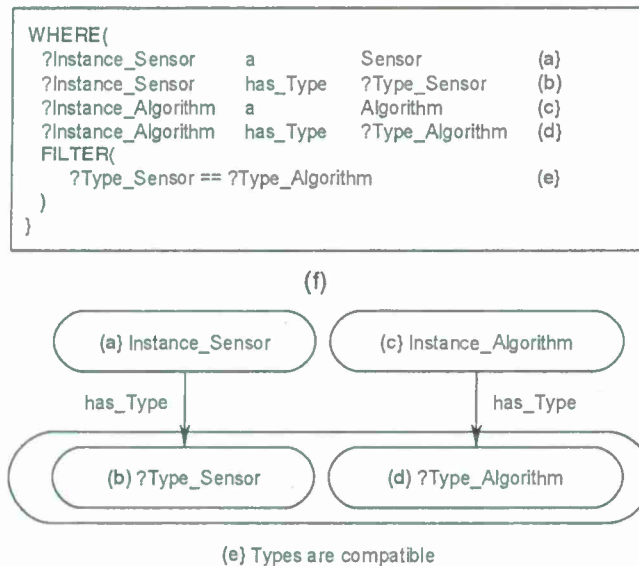 WHERE(
?Instance_Sensor a Sensor (a}
?Instance_Sensor has_Type ?Type_Sensor (b)
?Instance_Algorithm a Algorithm (c}
?Instance_Algorithm has_Type ?Type_Algorithm (d}
FILTER(
?Type_Sensor == ?Type_Algorithm (e}
)
}
(f)
(a} Instance_Sensor (c} Instance_Algorithm
has_Type has_Type
(b) ?Type_Sensor (d) ?Type_Algorithm
(e} Types are compatible